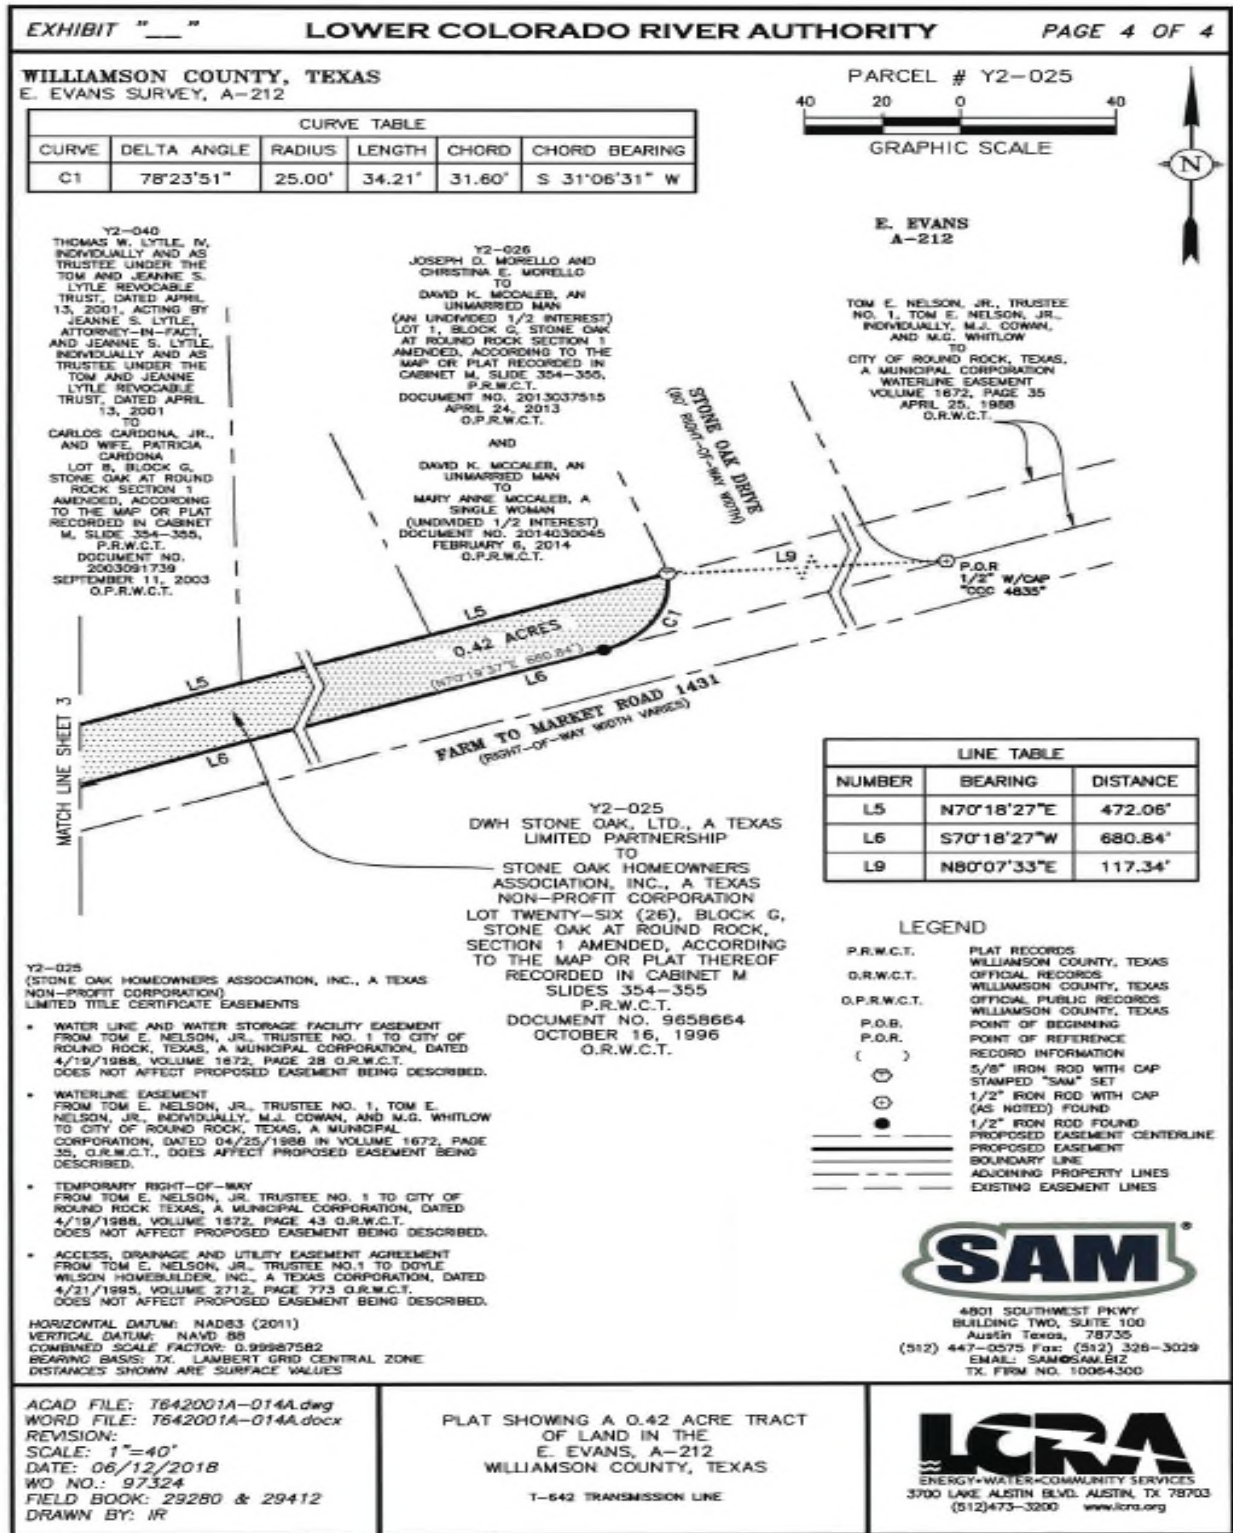 EXHIBIT "__"
LOWER COLORADO RIVER AUTHORITY
PAGE 4 OF 4
WILLIAMSON COUNTY, TEXAS
E. EVANS SURVEY, A-212
PARCEL # Y2-025
40 20 0 40
GRAPHIC SCALE
N
CURVE TABLE
CURVE DELTA ANGLE RADIUS LENGTH CHORD CHORD BEARING
C1 78°23'51" 25.00' 34.21' 31.60' S 31°06'31" W
E. EVANS
A-212
Y2-040
THOMAS W. LYTLE, IV,
INDIVIDUALLY AND AS
TRUSTEE UNDER THE
TOM AND JEANNE S.
LYTLE REVOCABLE
TRUST, DATED APRIL
13, 2001, ACTING BY
JEANNE S. LYTLE,
ATTORNEY-IN-FACT,
AND JEANNE S. LYTLE,
INDIVIDUALLY AND AS
TRUSTEE UNDER THE
TOM AND JEANNE
LYTLE REVOCABLE
TRUST, DATED APRIL
13, 2001
TO
CARLOS CARDONA, JR.,
AND WIFE, PATRICIA
CARDONA
LOT 8, BLOCK G,
STONE OAK AT ROUND
ROCK SECTION 1
AMENDED, ACCORDING
TO THE MAP OR PLAT
RECORDED IN CABINET
M, SLIDE 354-355,
P.R.W.C.T.
DOCUMENT NO.
2003091739
SEPTEMBER 11, 2003
O.P.R.W.C.T.
Y2-026
JOSEPH D. MORELLO AND
CHRISTINA E. MORELLO
TO
DAVID K. MCCALEB, AN
UNMARRIED MAN
(AN UNDIVIDED 1/2 INTEREST)
LOT 1, BLOCK G, STONE OAK
AT ROUND ROCK SECTION 1
AMENDED, ACCORDING TO THE
MAP OR PLAT RECORDED IN
CABINET M, SLIDE 354-355,
P.R.W.C.T.
DOCUMENT NO. 2013037515
APRIL 24, 2013
O.P.R.W.C.T.
AND
DAVID K. MCCALEB, AN
UNMARRIED MAN
TO
MARY ANNE MCCALEB, A
SINGLE WOMAN
(UNDIVIDED 1/2 INTEREST)
DOCUMENT NO. 2014030045
FEBRUARY 6, 2014
O.P.R.W.C.T.
TOM E. NELSON, JR., TRUSTEE
NO. 1, TOM E. NELSON, JR.,
INDIVIDUALLY, M.J. COWAN,
AND M.G. WHITLOW
TO
CITY OF ROUND ROCK, TEXAS,
A MUNICIPAL CORPORATION
WATERLINE EASEMENT
VOLUME 1672, PAGE 35
APRIL 25, 1988
O.R.W.C.T.
STONE OAK DRIVE
(80' RIGHT-OF-WAY WIDTH)
L9
P.O.R
1/2" W/CAP
"CCC 4835"
L5
C1
0.42 ACRES
(N70°19'37"E 680.84')
L6
L5
L6
MATCH LINE SHEET 3
FARM TO MARKET ROAD 1431
(RIGHT-OF-WAY WIDTH VARIES)
LINE TABLE
NUMBER BEARING DISTANCE
L5 N70°18'27"E 472.06'
L6 S70°18'27"W 680.84'
L9 N80°07'33"E 117.34'
Y2-025
DWH STONE OAK, LTD., A TEXAS
LIMITED PARTNERSHIP
TO
STONE OAK HOMEOWNERS
ASSOCIATION, INC., A TEXAS
NON-PROFIT CORPORATION
LOT TWENTY-SIX (26), BLOCK G,
STONE OAK AT ROUND ROCK,
SECTION 1 AMENDED, ACCORDING
TO THE MAP OR PLAT THEREOF
RECORDED IN CABINET M
SLIDES 354-355
P.R.W.C.T.
DOCUMENT NO. 9658664
OCTOBER 16, 1996
O.R.W.C.T.
Y2-025
(STONE OAK HOMEOWNERS ASSOCIATION, INC., A TEXAS
NON-PROFIT CORPORATION)
LIMITED TITLE CERTIFICATE EASEMENTS
• WATER LINE AND WATER STORAGE FACILITY EASEMENT
FROM TOM E. NELSON, JR., TRUSTEE NO. 1 TO CITY OF
ROUND ROCK, TEXAS, A MUNICIPAL CORPORATION, DATED
4/19/1988, VOLUME 1672, PAGE 28 O.R.W.C.T.
DOES NOT AFFECT PROPOSED EASEMENT BEING DESCRIBED.
• WATERLINE EASEMENT
FROM TOM E. NELSON, JR., TRUSTEE NO. 1, TOM E.
NELSON, JR., INDIVIDUALLY, M.J. COWAN, AND M.G. WHITLOW
TO CITY OF ROUND ROCK, TEXAS, A MUNICIPAL
CORPORATION, DATED 04/25/1988 IN VOLUME 1672, PAGE
35, O.R.W.C.T., DOES AFFECT PROPOSED EASEMENT BEING
DESCRIBED.
• TEMPORARY RIGHT-OF-WAY
FROM TOM E. NELSON, JR. TRUSTEE NO. 1 TO CITY OF
ROUND ROCK TEXAS, A MUNICIPAL CORPORATION, DATED
4/19/1988, VOLUME 1672, PAGE 43 O.R.W.C.T.
DOES NOT AFFECT PROPOSED EASEMENT BEING DESCRIBED.
• ACCESS, DRAINAGE AND UTILITY EASEMENT AGREEMENT
FROM TOM E. NELSON, JR., TRUSTEE NO.1 TO DOYLE
WILSON HOMEBUILDER, INC., A TEXAS CORPORATION, DATED
4/21/1995, VOLUME 2712, PAGE 773 O.R.W.C.T.
DOES NOT AFFECT PROPOSED EASEMENT BEING DESCRIBED.
HORIZONTAL DATUM: NAD83 (2011)
VERTICAL DATUM: NAVD 88
COMBINED SCALE FACTOR: 0.99987582
BEARING BASIS: TX. LAMBERT GRID CENTRAL ZONE
DISTANCES SHOWN ARE SURFACE VALUES
LEGEND
P.R.W.C.T. PLAT RECORDS
WILLIAMSON COUNTY, TEXAS
O.R.W.C.T. OFFICIAL RECORDS
WILLIAMSON COUNTY, TEXAS
O.P.R.W.C.T. OFFICIAL PUBLIC RECORDS
WILLIAMSON COUNTY, TEXAS
P.O.B. POINT OF BEGINNING
P.O.R. POINT OF REFERENCE
( ) RECORD INFORMATION
5/8" IRON ROD WITH CAP
STAMPED "SAM" SET
1/2" IRON ROD WITH CAP
(AS NOTED) FOUND
1/2" IRON ROD FOUND
PROPOSED EASEMENT CENTERLINE
PROPOSED EASEMENT
BOUNDARY LINE
ADJOINING PROPERTY LINES
EXISTING EASEMENT LINES
SAM®
4801 SOUTHWEST PKWY
BUILDING TWO, SUITE 100
Austin Texas, 78735
(512) 447-0575 Fax: (512) 326-3029
EMAIL: SAM@SAM.BIZ
TX. FIRM NO. 10064300
ACAD FILE: T642001A-014A.dwg
WORD FILE: T642001A-014A.docx
REVISION:
SCALE: 1"=40'
DATE: 06/12/2018
WO NO.: 97324
FIELD BOOK: 29280 & 29412
DRAWN BY: IR
PLAT SHOWING A 0.42 ACRE TRACT
OF LAND IN THE
E. EVANS, A-212
WILLIAMSON COUNTY, TEXAS
T-642 TRANSMISSION LINE
LCRA
ENERGY•WATER•COMMUNITY SERVICES
3700 LAKE AUSTIN BLVD. AUSTIN, TX 78703
(512)473-3200 www.lcra.org